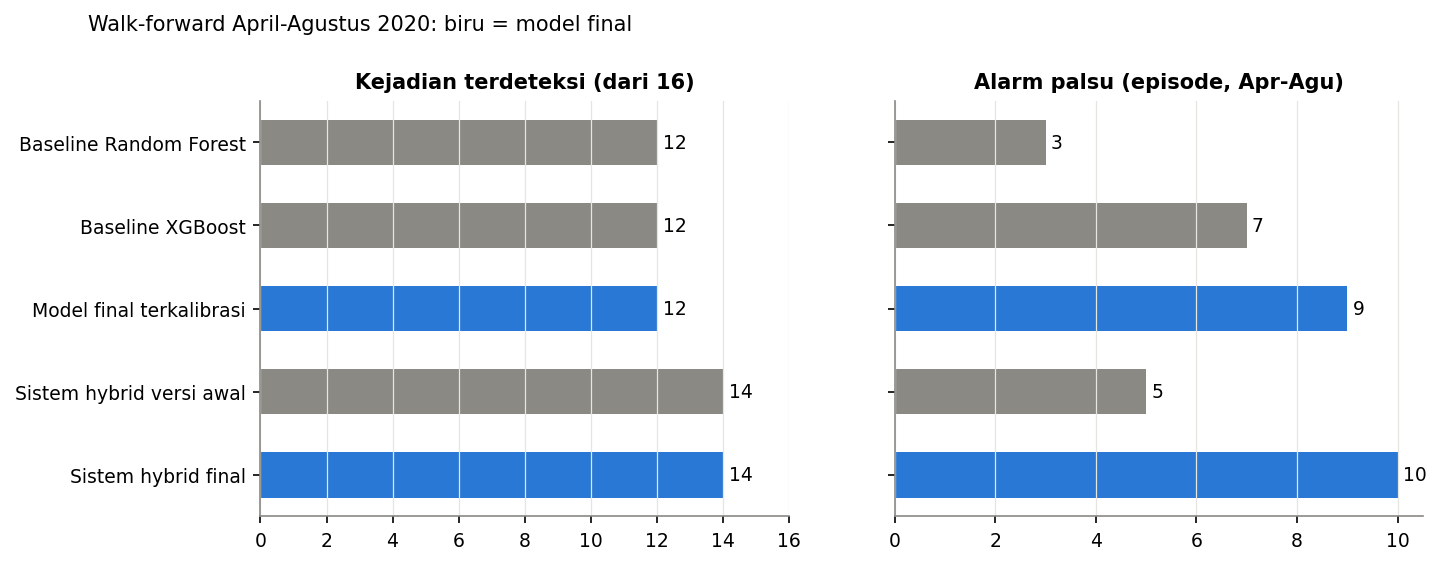 Walk-forward April-Agustus 2020: biru = model final
Kejadian terdeteksi (dari 16)
Baseline Random Forest 12
Baseline XGBoost 12
Model final terkalibrasi 12
Sistem hybrid versi awal 14
Sistem hybrid final 14
0 2 4 6 8 10 12 14 16
Alarm palsu (episode, Apr-Agu)
3
7
9
5
10
0 2 4 6 8 10